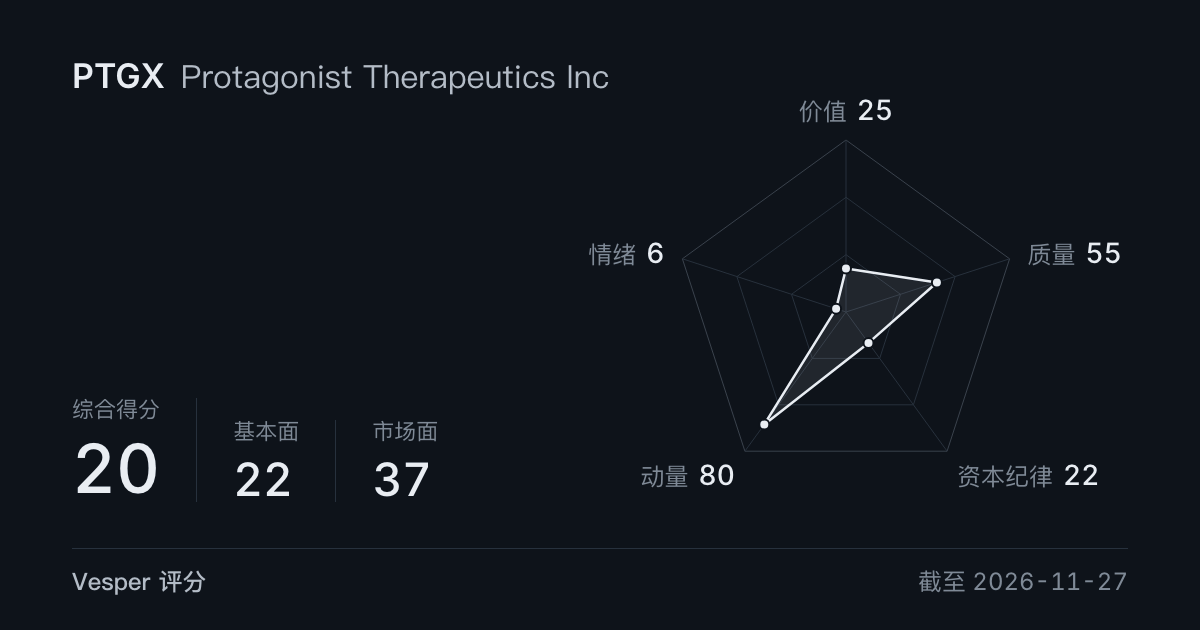 PTGX Protagonist Therapeutics Inc
价值 25
情绪 6
质量 55
动量 80
资本纪律 22
综合得分
20
基本面
22
市场面
37
Vesper 评分
截至 2026-11-27